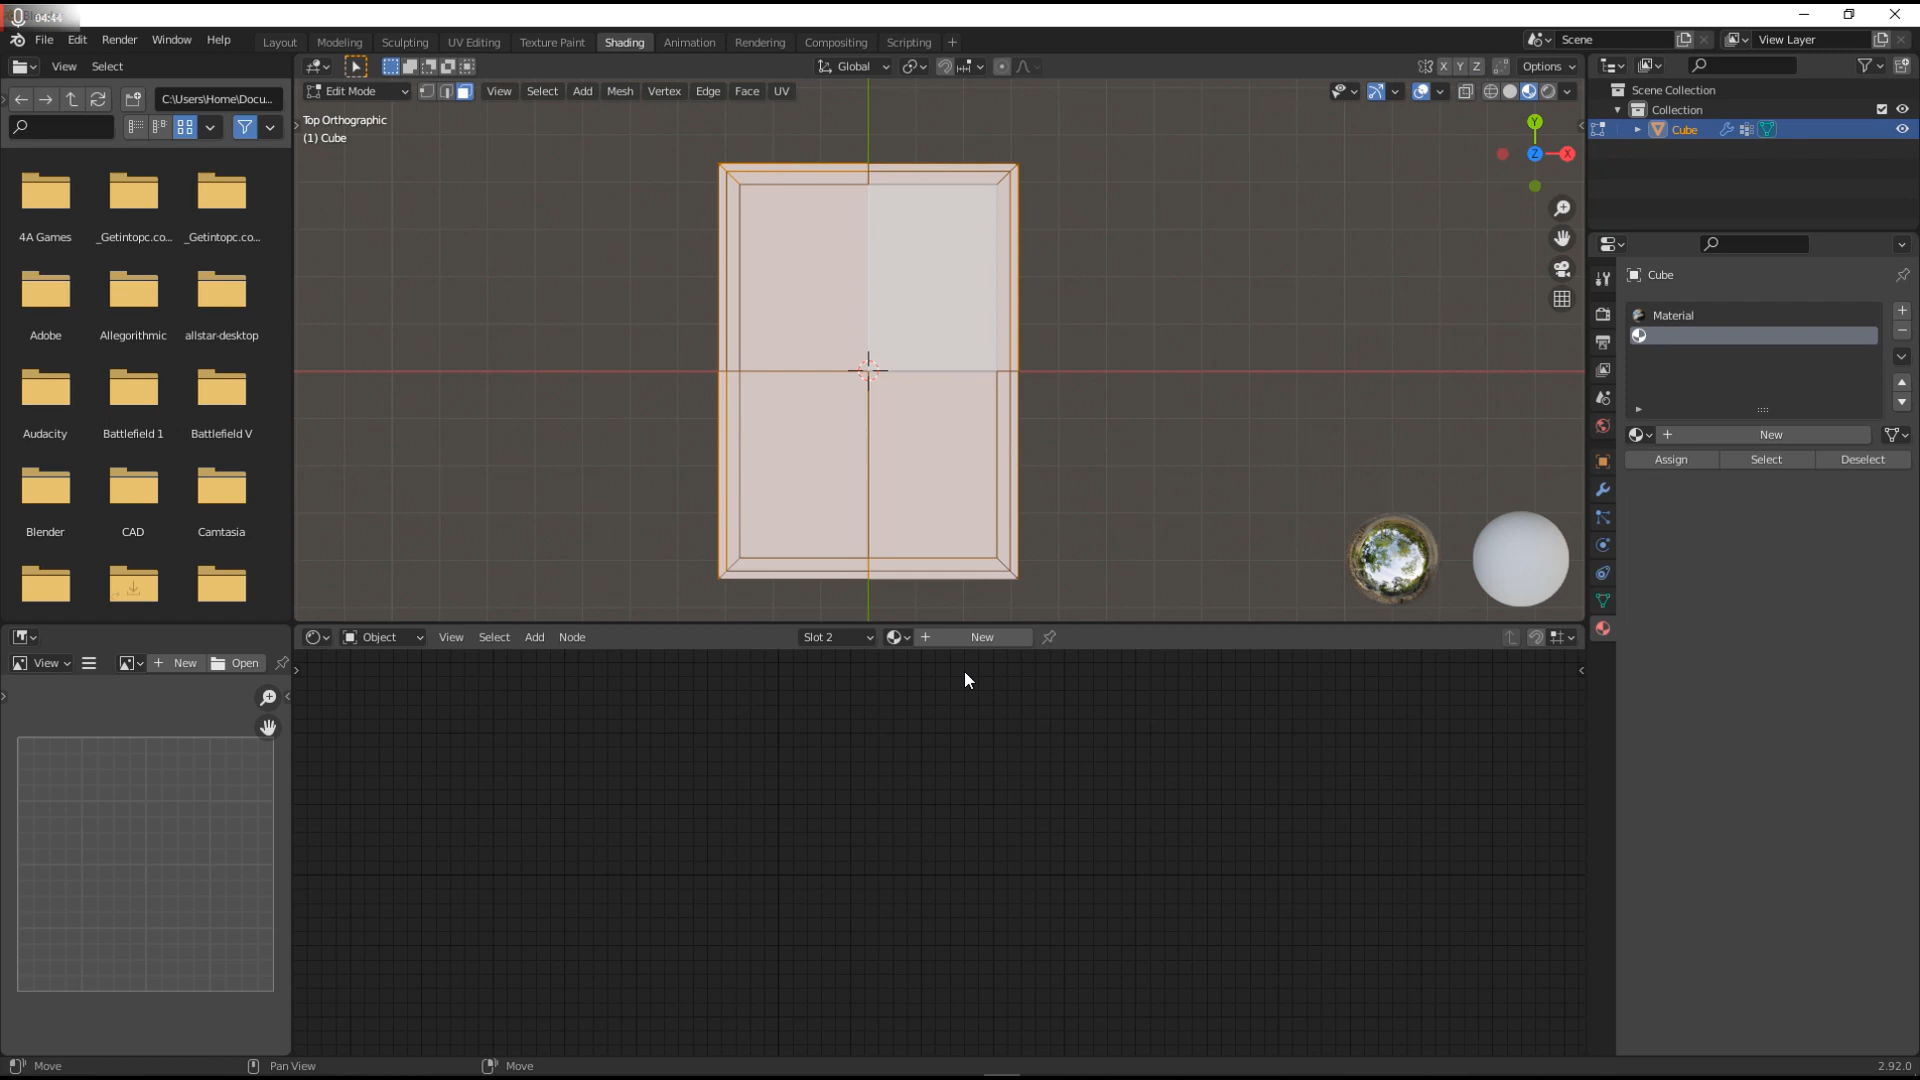 04:44
File Edit Render Window Help
Layout Modeling Sculpting UV Editing Texture Paint Shading Animation Rendering Compositing Scripting +
Scene
View Layer
View Select
Global
X Y Z
Options
C:\Users\Home\Docu...
Edit Mode
View Select Add Mesh Vertex Edge Face UV
Top Orthographic
(1) Cube
Y
Z
X
Scene Collection
Collection
Cube
4A Games
_Getintopc.co...
_Getintopc.co...
Adobe
Allegorithmic
allstar-desktop
Audacity
Battlefield 1
Battlefield V
Blender
CAD
Camtasia
Cube
Material
New
Assign Select Deselect
Object View Select Add Node
Slot 2
New
View
New
Open
Move
Pan View
Move
2.92.0